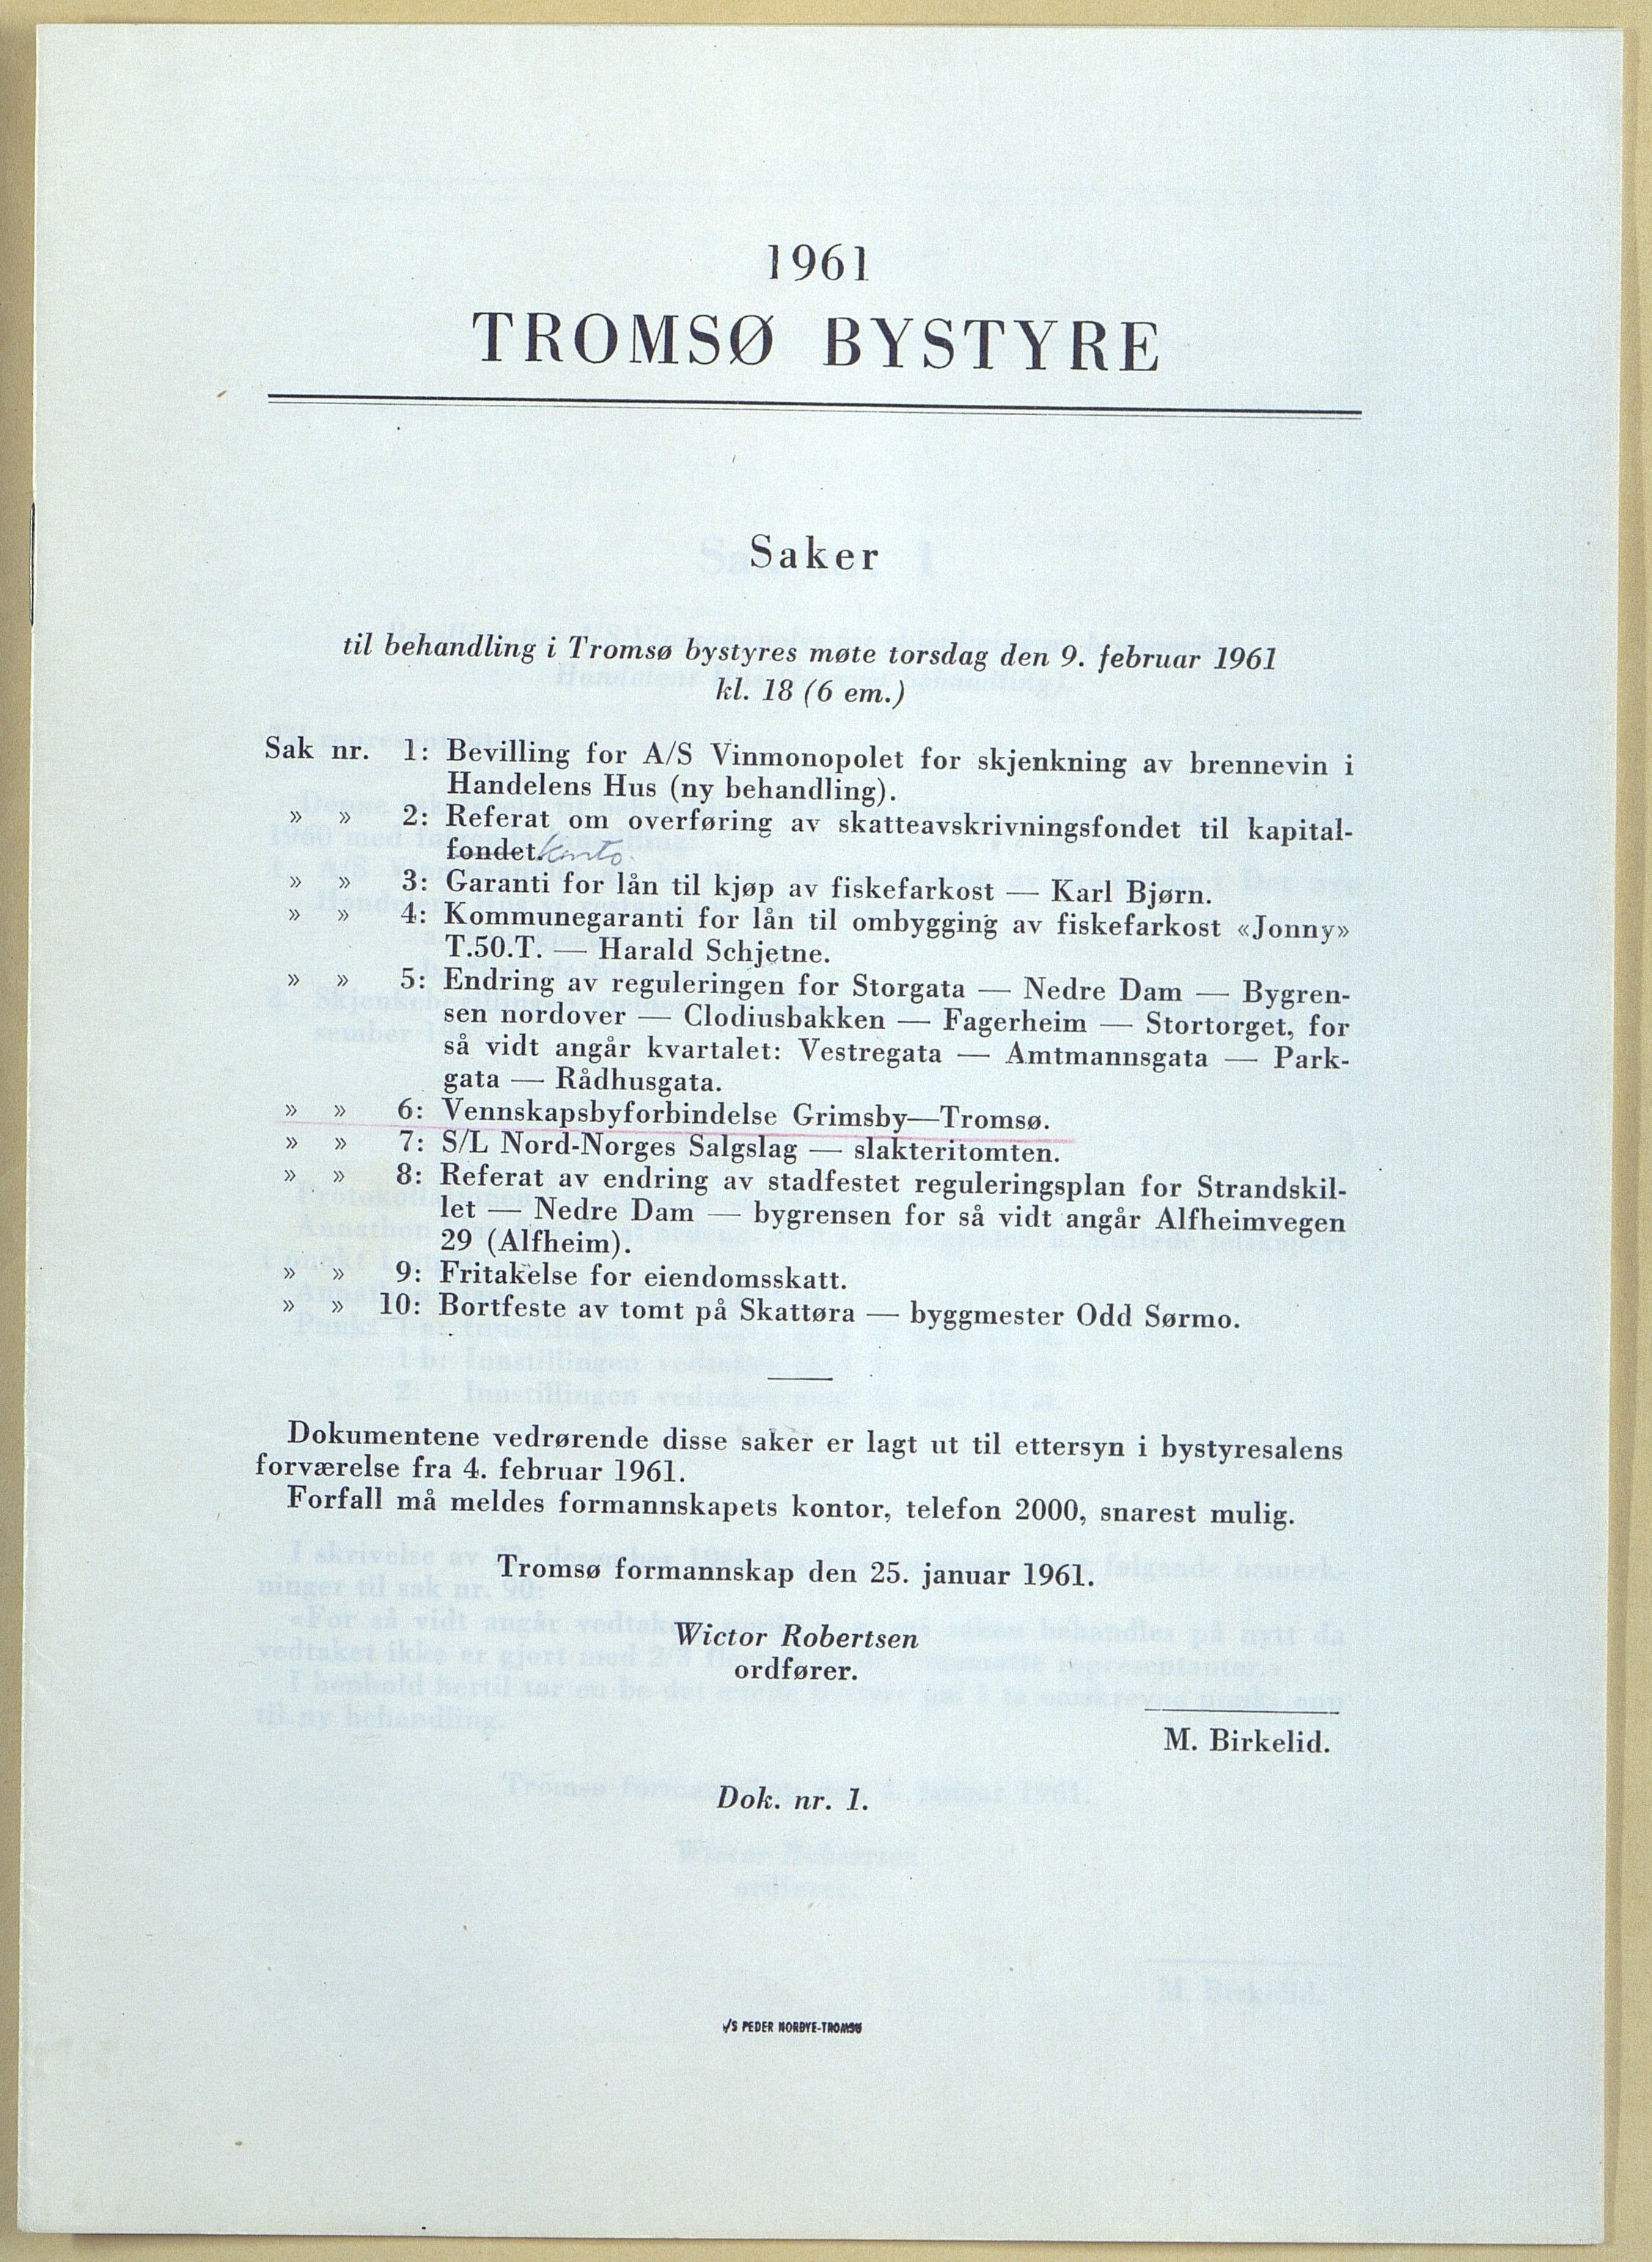 1961
TROMSØ BYSTYRE
Saker
til behandling i Tromsø bystyres møte torsdag den 9. februar 1961
kl. 18 (6 em.)
Sak nr. 1: Bevilling for A/S Vinmonopolet for skjenkning av brennevin i
Handelens Hus (ny behandling).
» » 2: Referat om overføring av skatteavskrivningsfondet til kapital-
fondet. konto.
» » 3: Garanti for lån til kjøp av fiskefarkost — Karl Bjørn.
» » 4: Kommunegaranti for lån til ombygging av fiskefarkost «Jonny»
T.50.T. — Harald Schjetne.
» » 5: Endring av reguleringen for Storgata — Nedre Dam — Bygren-
sen nordover — Clodiusbakken — Fagerheim — Stortorget, for
så vidt angår kvartalet: Vestregata — Amtmannsgata — Park-
gata — Rådhusgata.
» » 6: Vennskapsbyforbindelse Grimsby—Tromsø.
» » 7: S/L Nord-Norges Salgslag — slakteritomten.
» » 8: Referat av endring av stadfestet reguleringsplan for Strandskil-
let — Nedre Dam — bygrensen for så vidt angår Alfheimvegen
29 (Alfheim).
» » 9: Fritakelse for eiendomsskatt.
» » 10: Bortfeste av tomt på Skattøra — byggmester Odd Sørmo.
Dokumentene vedrørende disse saker er lagt ut til ettersyn i bystyresalens
forværelse fra 4. februar 1961.
Forfall må meldes formannskapets kontor, telefon 2000, snarest mulig.
Tromsø formannskap den 25. januar 1961.
Wictor Robertsen
ordfører.
M. Birkelid.
Dok. nr. 1.
A/S PEDER NORBYE-TROMSØ